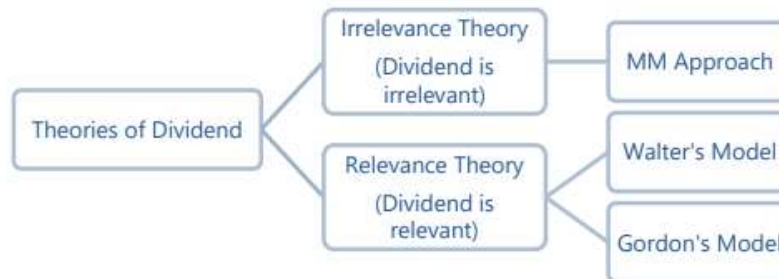 Theories of Dividend
Irrelevance Theory
(Dividend is
irrelevant)
MM Approach
Relevance Theory
(Dividend is
relevant)
Walter's Model
Gordon's Model